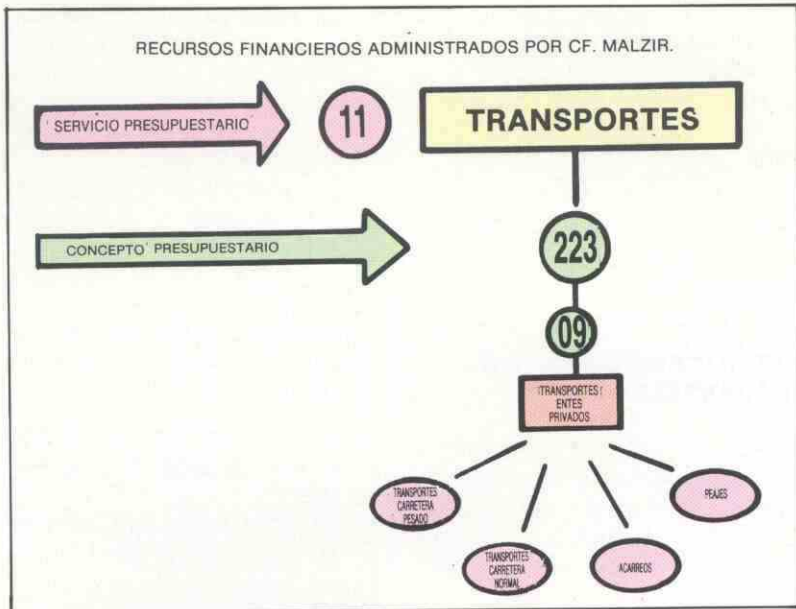 RECURSOS FINANCIEROS ADMINISTRADOS POR CF. MALZIR.
SERVICIO PRESUPUESTARIO
11
TRANSPORTES
CONCEPTO PRESUPUESTARIO
223
09
TRANSPORTES
ENTES
PRIVADOS
TRANSPORTES
CARRETERA
PESADO
TRANSPORTES
CARRETERA
NORMAL
ACARREOS
PEAJES